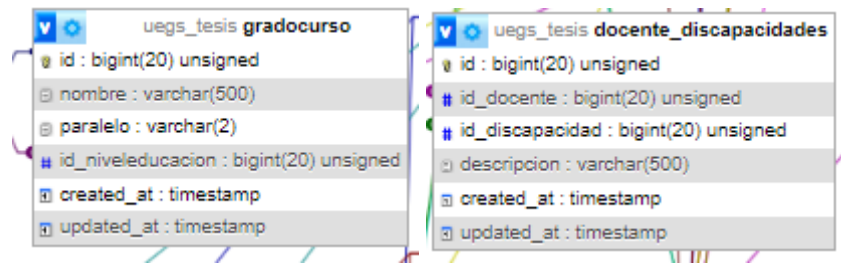 uegs_tesis gradocurso
id : bigint(20) unsigned
nombre : varchar(500)
paralelo : varchar(2)
id_niveleducacion : bigint(20) unsigned
created_at : timestamp
updated_at : timestamp
uegs_tesis docente_discapacidades
id : bigint(20) unsigned
id_docente : bigint(20) unsigned
id_discapacidad : bigint(20) unsigned
descripcion : varchar(500)
created_at : timestamp
updated_at : timestamp